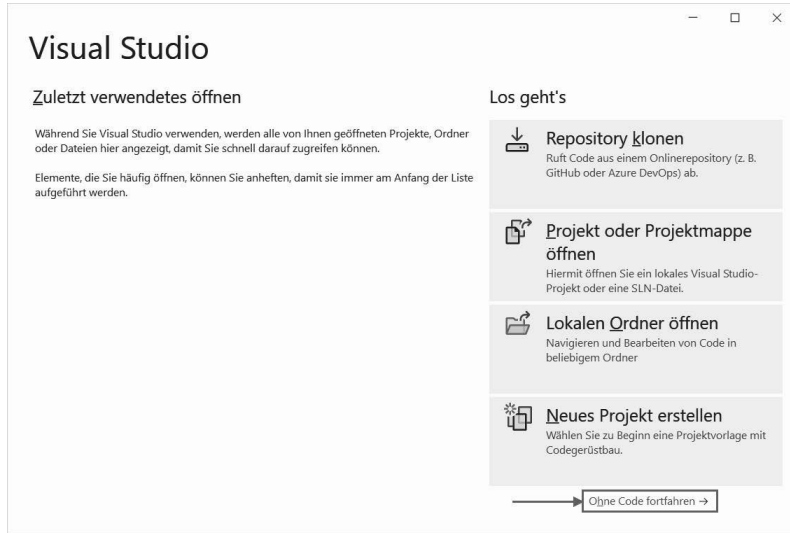 Visual Studio
Zuletzt verwendetes öffnen
Während Sie Visual Studio verwenden, werden alle von Ihnen geöffneten Projekte, Ordner
oder Dateien hier angezeigt, damit Sie schnell darauf zugreifen können.
Elemente, die Sie häufig öffnen, können Sie anheften, damit sie immer am Anfang der Liste
aufgeführt werden.
Los geht's
Repository klonen
Ruft Code aus einem Onlinerepository (z. B.
GitHub oder Azure DevOps) ab.
Projekt oder Projektmappe
öffnen
Hiermit öffnen Sie ein lokales Visual Studio-
Projekt oder eine SLN-Datei.
Lokalen Ordner öffnen
Navigieren und Bearbeiten von Code in
beliebigem Ordner
Neues Projekt erstellen
Wählen Sie zu Beginn eine Projektvorlage mit
Codegerüstbau.
Ohne Code fortfahren →